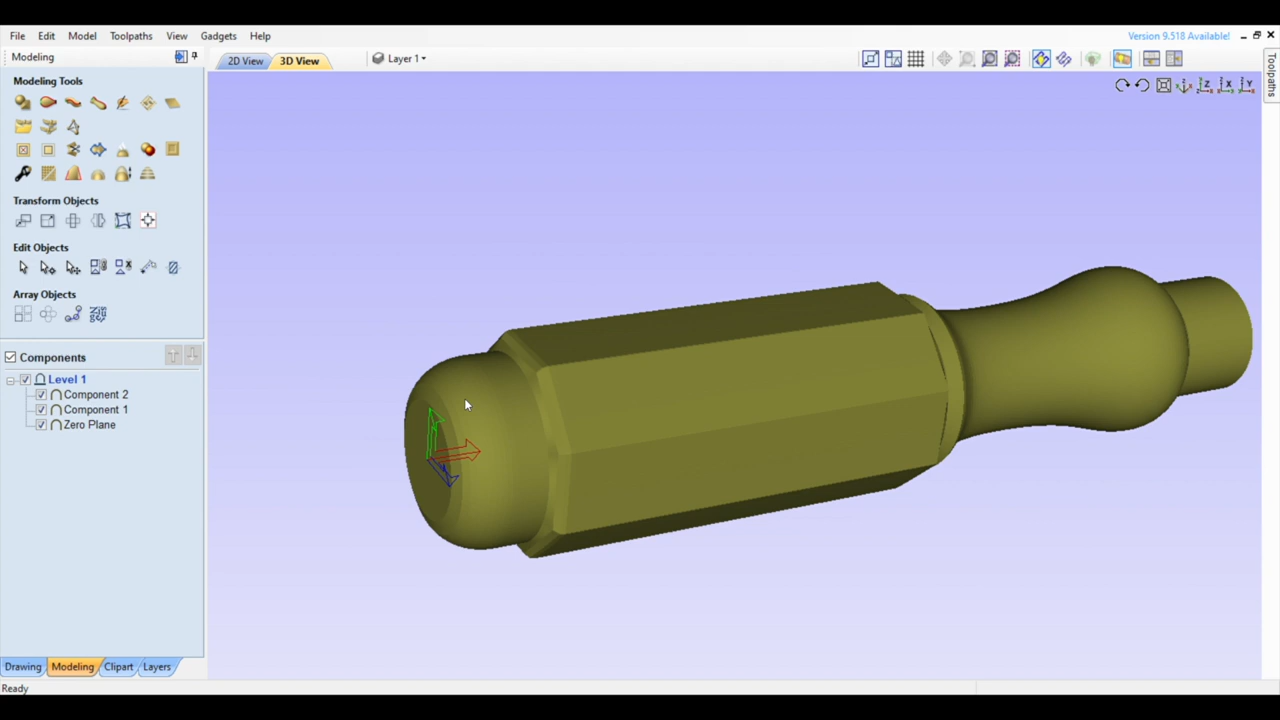 File Edit Model Toolpaths View Gadgets Help
Version 9.518 Available!
Modeling
2D View 3D View Layer 1
Toolpaths
Z X Y
Modeling Tools
Transform Objects
Edit Objects
Array Objects
Components
Level 1
Component 2
Component 1
Zero Plane
Drawing Modeling Clipart Layers
Ready